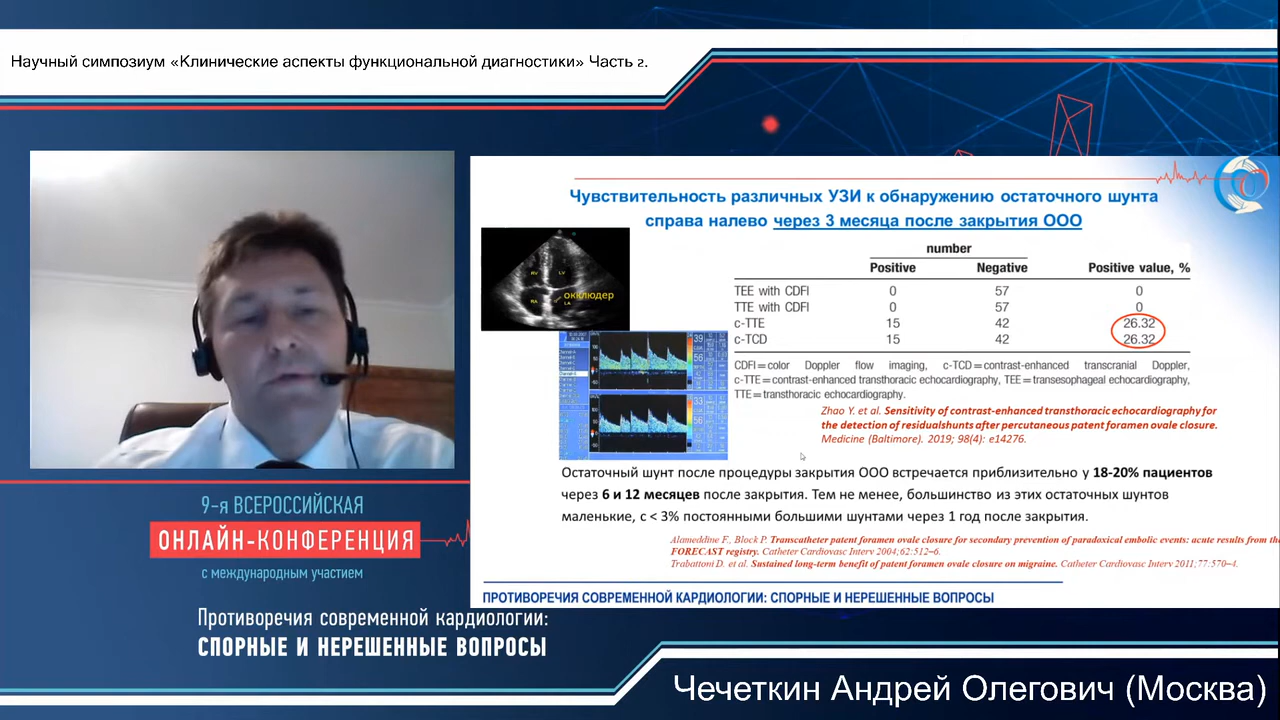 Научный симпозиум «Клинические аспекты функциональной диагностики» Часть 2.
Чувствительность различных УЗИ к обнаружению остаточного шунта
справа налево через 3 месяца после закрытия ООО
RV LV
окклюдер
RA LA
number
Positive Negative Positive value, %
TEE with CDFI 0 57 0
TTE with CDFI 0 57 0
c-TTE 15 42 26.32
c-TCD 15 42 26.32
CDFI = color Doppler flow imaging, c-TCD = contrast-enhanced transcranial Doppler,
c-TTE = contrast-enhanced transthoracic echocardiography, TEE = transesophageal echocardiography,
TTE = transthoracic echocardiography.
Zhao Y. et al. Sensitivity of contrast-enhanced transthoracic echocardiography for
the detection of residualshunts after percutaneous patent foramen ovale closure.
Medicine (Baltimore). 2019; 98(4): e14276.
Остаточный шунт после процедуры закрытия ООО встречается приблизительно у 18-20% пациентов
через 6 и 12 месяцев после закрытия. Тем не менее, большинство из этих остаточных шунтов
маленькие, с < 3% постоянными большими шунтами через 1 год после закрытия.
Alameddine F., Block P. Transcatheter patent foramen ovale closure for secondary prevention of paradoxical embolic events: acute results from the
FORECAST registry. Catheter Cardiovasc Interv 2004;62:512–6.
Trabattoni D. et al. Sustained long-term benefit of patent foramen ovale closure on migraine. Catheter Cardiovasc Interv 2011;77:570–4.
ПРОТИВОРЕЧИЯ СОВРЕМЕННОЙ КАРДИОЛОГИИ: СПОРНЫЕ И НЕРЕШЕННЫЕ ВОПРОСЫ
9-я ВСЕРОССИЙСКАЯ
ОНЛАЙН-КОНФЕРЕНЦИЯ
с международным участием
Противоречия современной кардиологии:
СПОРНЫЕ И НЕРЕШЕННЫЕ ВОПРОСЫ
Чечеткин Андрей Олегович (Москва)